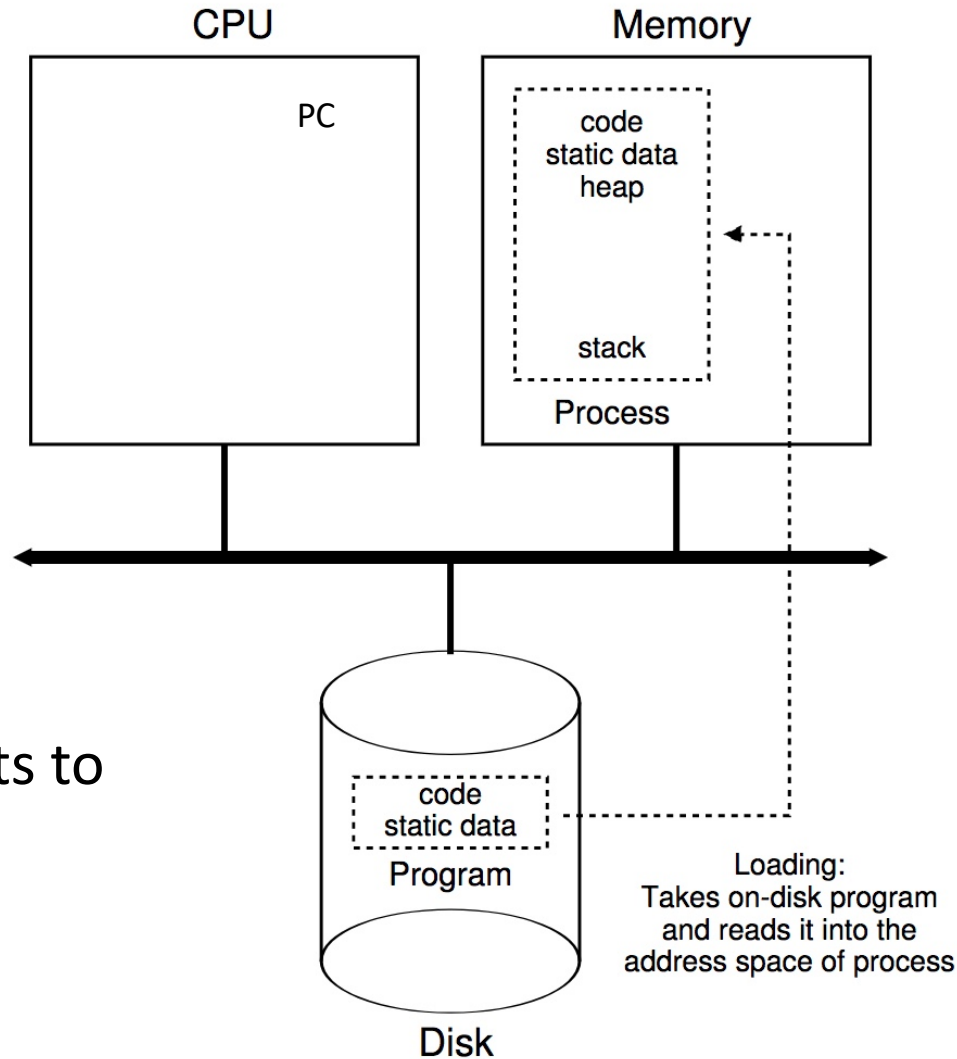 CPU
Memory
PC
code
static data
heap
stack
Process
ts to
code
static data
Program
Loading:
Takes on-disk program
and reads it into the
address space of process
Disk